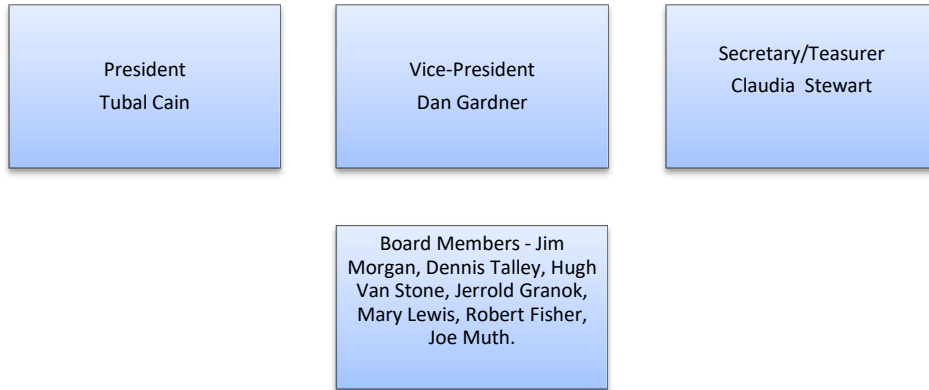 President
Tubal Cain
Vice-President
Dan Gardner
Secretary/Teasurer
Claudia Stewart
Board Members - Jim
Morgan, Dennis Talley, Hugh
Van Stone, Jerrold Granok,
Mary Lewis, Robert Fisher,
Joe Muth.